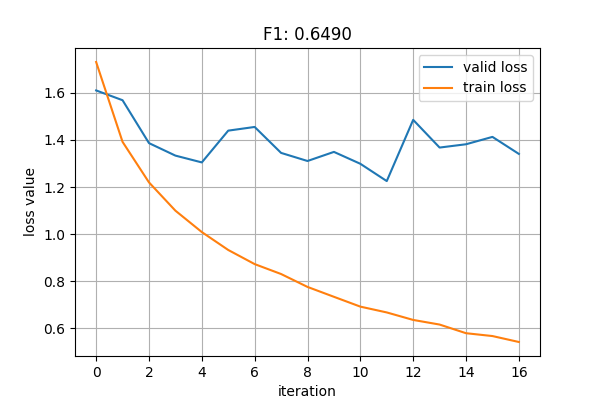 F1: 0.6490
valid loss
train loss
loss value
1.6
1.4
1.2
1.0
0.8
0.6
0 2 4 6 8 10 12 14 16
iteration